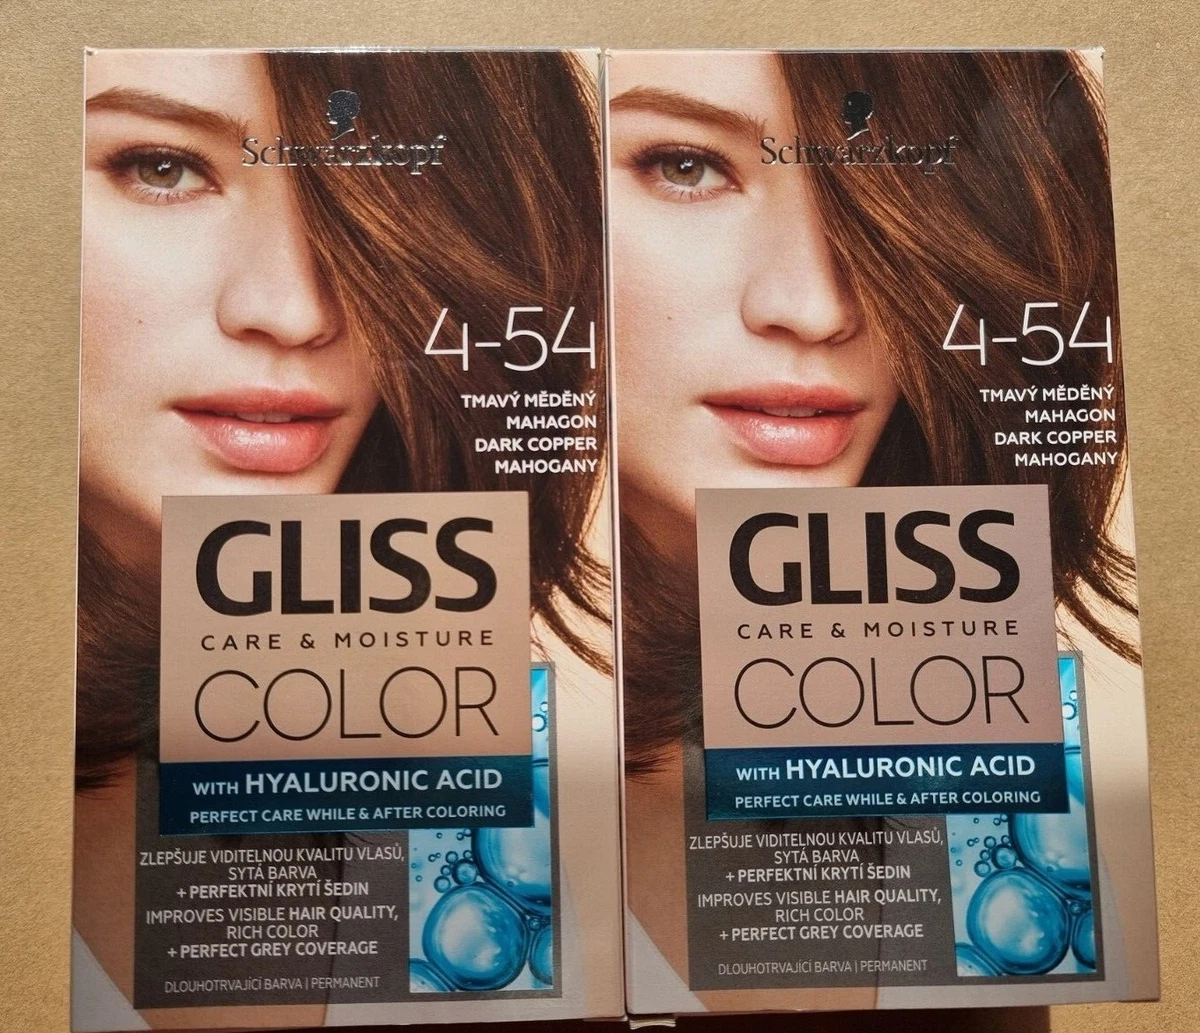 Schwarzkopf
4-54
TMAVÝ MĚDĚNÝ
MAHAGON
DARK COPPER
MAHOGANY
GLISS
CARE & MOISTURE
COLOR
WITH HYALURONIC ACID
PERFECT CARE WHILE & AFTER COLORING
ZLEPŠUJE VIDITELNOU KVALITU VLASŮ,
SYTÁ BARVA
+ PERFEKTNÍ KRYTÍ ŠEDIN
IMPROVES VISIBLE HAIR QUALITY,
RICH COLOR
+ PERFECT GREY COVERAGE
DLOUHOTRVAJÍCÍ BARVA | PERMANENT
Schwarzkopf
4-54
TMAVÝ MĚDĚNÝ
MAHAGON
DARK COPPER
MAHOGANY
GLISS
CARE & MOISTURE
COLOR
WITH HYALURONIC ACID
PERFECT CARE WHILE & AFTER COLORING
ZLEPŠUJE VIDITELNOU KVALITU VLASŮ,
SYTÁ BARVA
+ PERFEKTNÍ KRYTÍ ŠEDIN
IMPROVES VISIBLE HAIR QUALITY,
RICH COLOR
+ PERFECT GREY COVERAGE
DLOUHOTRVAJÍCÍ BARVA | PERMANENT